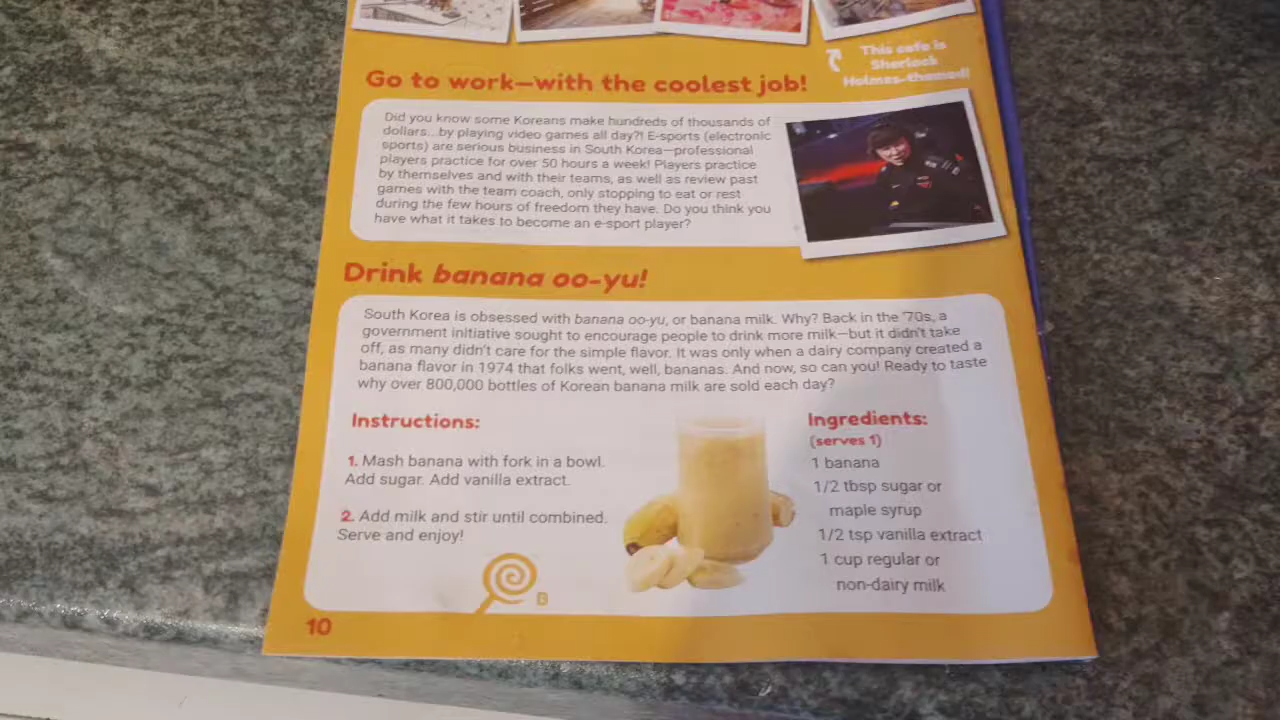 This cafe is
Sherlock
Holmes-themed!
Go to work—with the coolest job!
Did you know some Koreans make hundreds of thousands of
dollars...by playing video games all day?! E-sports (electronic
sports) are serious business in South Korea—professional
players practice for over 50 hours a week! Players practice
by themselves and with their teams, as well as review past
games with the team coach, only stopping to eat or rest
during the few hours of freedom they have. Do you think you
have what it takes to become an e-sport player?
Drink banana oo-yu!
South Korea is obsessed with banana oo-yu, or banana milk. Why? Back in the '70s, a
government initiative sought to encourage people to drink more milk—but it didn't take
off, as many didn't care for the simple flavor. It was only when a dairy company created a
banana flavor in 1974 that folks went, well, bananas. And now, so can you! Ready to taste
why over 800,000 bottles of Korean banana milk are sold each day?
Instructions:
1. Mash banana with fork in a bowl.
Add sugar. Add vanilla extract.
2. Add milk and stir until combined.
Serve and enjoy!
Ingredients:
(serves 1)
1 banana
1/2 tbsp sugar or
maple syrup
1/2 tsp vanilla extract
1 cup regular or
non-dairy milk
B
10